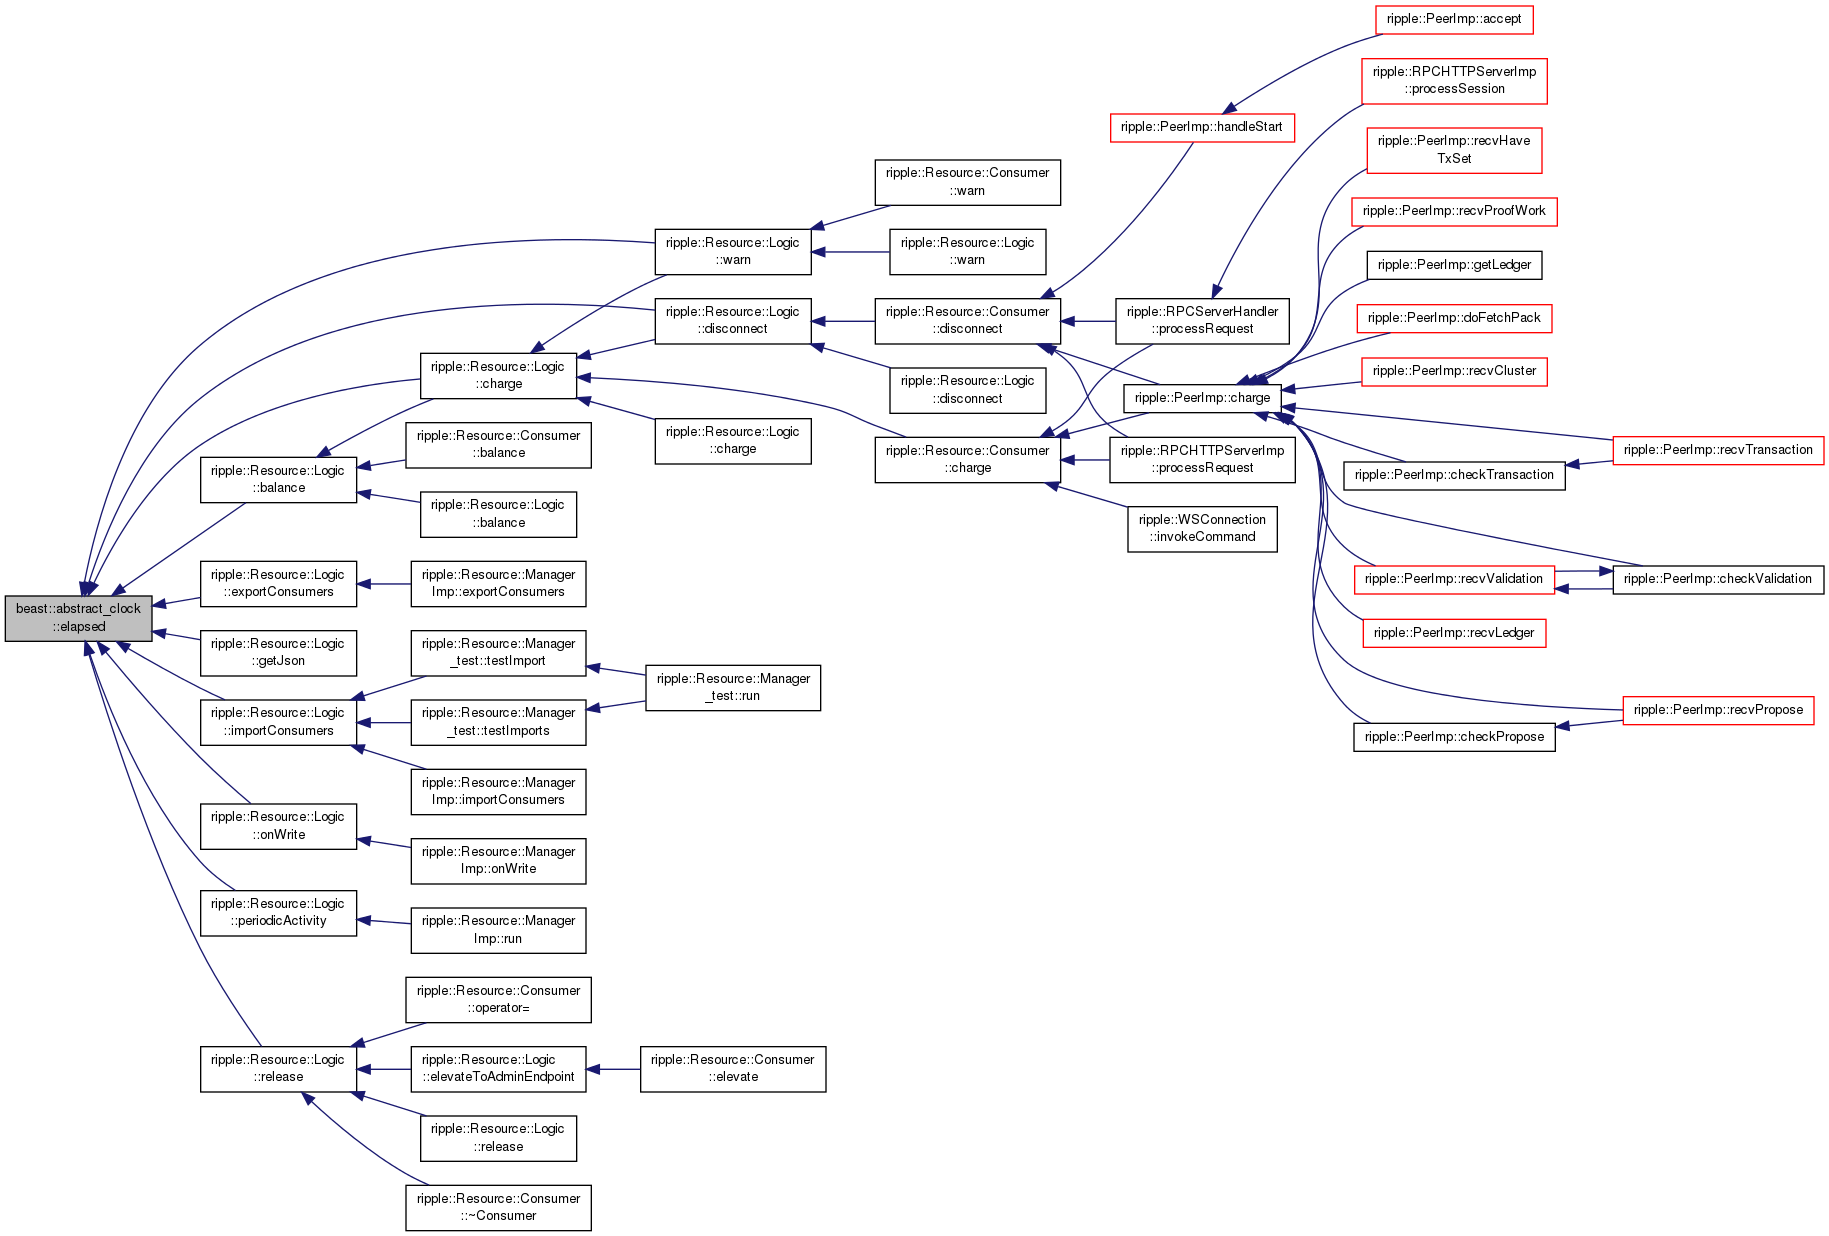 beast::abstract_clock
::elapsed
ripple::Resource::Logic
::balance
ripple::Resource::Logic
::exportConsumers
ripple::Resource::Logic
::getJson
ripple::Resource::Logic
::importConsumers
ripple::Resource::Logic
::onWrite
ripple::Resource::Logic
::periodicActivity
ripple::Resource::Logic
::release
ripple::Resource::Logic
::charge
ripple::Resource::Consumer
::balance
ripple::Resource::Logic
::balance
ripple::Resource::Manager
Imp::exportConsumers
ripple::Resource::Manager
_test::testImport
ripple::Resource::Manager
_test::testImports
ripple::Resource::Manager
Imp::importConsumers
ripple::Resource::Manager
Imp::onWrite
ripple::Resource::Manager
Imp::run
ripple::Resource::Consumer
::operator=
ripple::Resource::Logic
::elevateToAdminEndpoint
ripple::Resource::Logic
::release
ripple::Resource::Consumer
::~Consumer
ripple::Resource::Logic
::warn
ripple::Resource::Logic
::disconnect
ripple::Resource::Logic
::charge
ripple::Resource::Manager
_test::run
ripple::Resource::Consumer
::elevate
ripple::Resource::Consumer
::warn
ripple::Resource::Logic
::warn
ripple::Resource::Consumer
::disconnect
ripple::Resource::Logic
::disconnect
ripple::Resource::Consumer
::charge
ripple::PeerImp::handleStart
ripple::RPCServerHandler
::processRequest
ripple::PeerImp::charge
ripple::RPCHTTPServerImp
::processRequest
ripple::WSConnection
::invokeCommand
ripple::PeerImp::accept
ripple::RPCHTTPServerImp
::processSession
ripple::PeerImp::recvHave
TxSet
ripple::PeerImp::recvProofWork
ripple::PeerImp::getLedger
ripple::PeerImp::doFetchPack
ripple::PeerImp::recvCluster
ripple::PeerImp::checkTransaction
ripple::PeerImp::recvValidation
ripple::PeerImp::recvLedger
ripple::PeerImp::checkPropose
ripple::PeerImp::recvTransaction
ripple::PeerImp::checkValidation
ripple::PeerImp::recvPropose